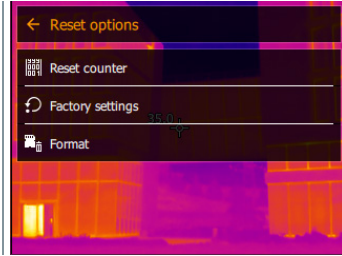 Reset options
Reset counter
Factory settings
35.0
Format